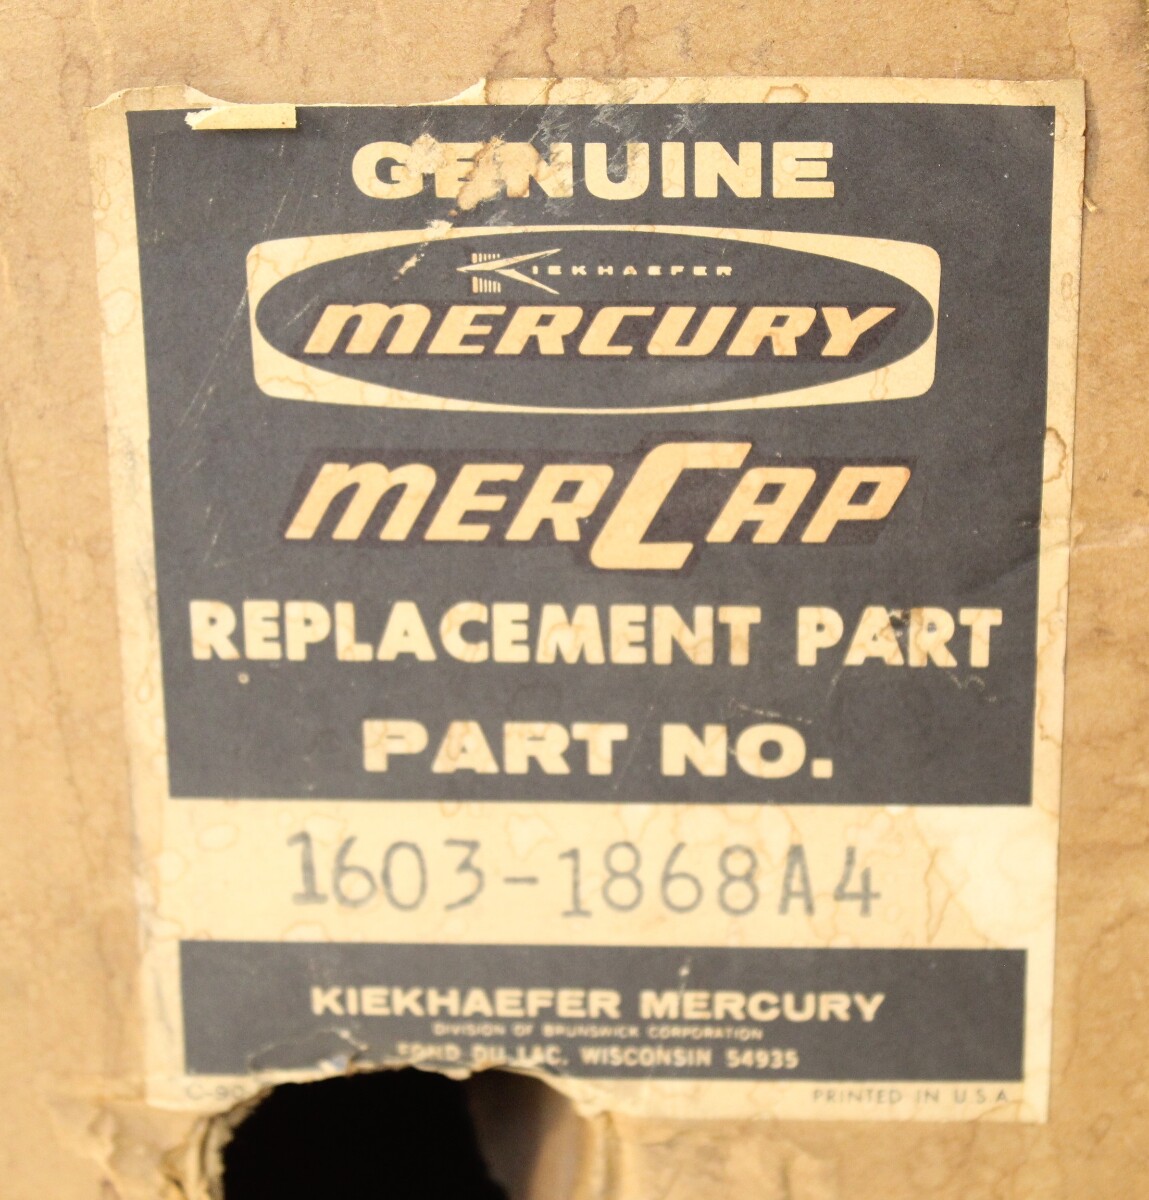 GENUINE
KIEKHAEFER
MERCURY
MERCAP
REPLACEMENT PART
PART NO.
1603-1868A4
KIEKHAEFER MERCURY
DIVISION OF BRUNSWICK CORPORATION
FOND DU LAC, WISCONSIN 54935
PRINTED IN U.S.A.